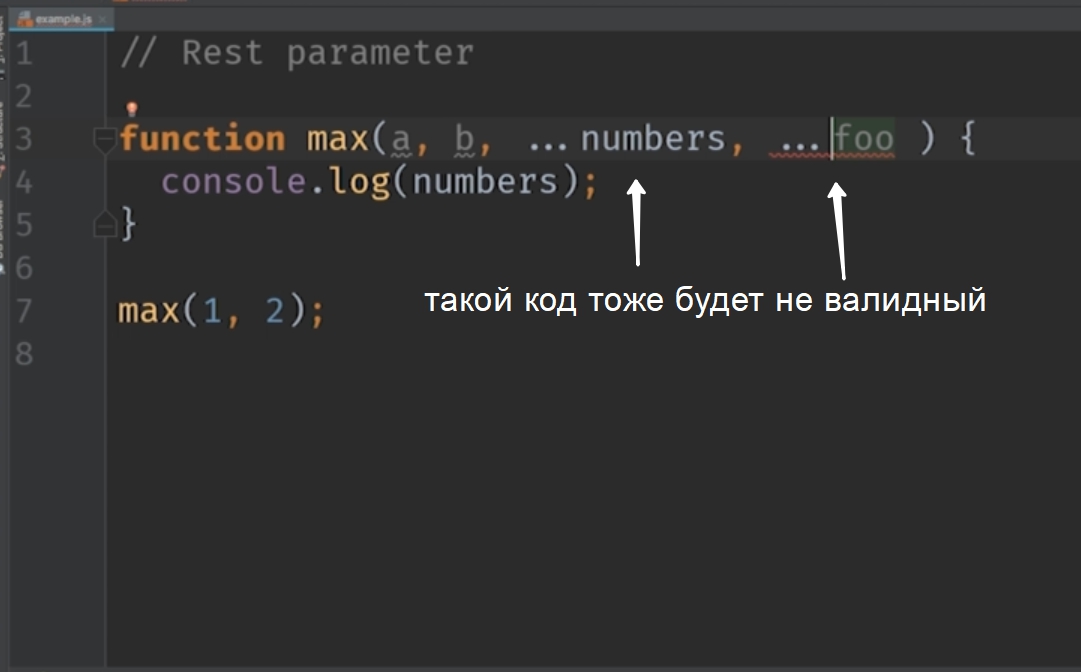 example.js
1 // Rest parameter
2
3 function max(a, b, ...numbers, ...foo ) {
4 console.log(numbers);
5 }
6
7 max(1, 2);
8
такой код тоже будет не валидный